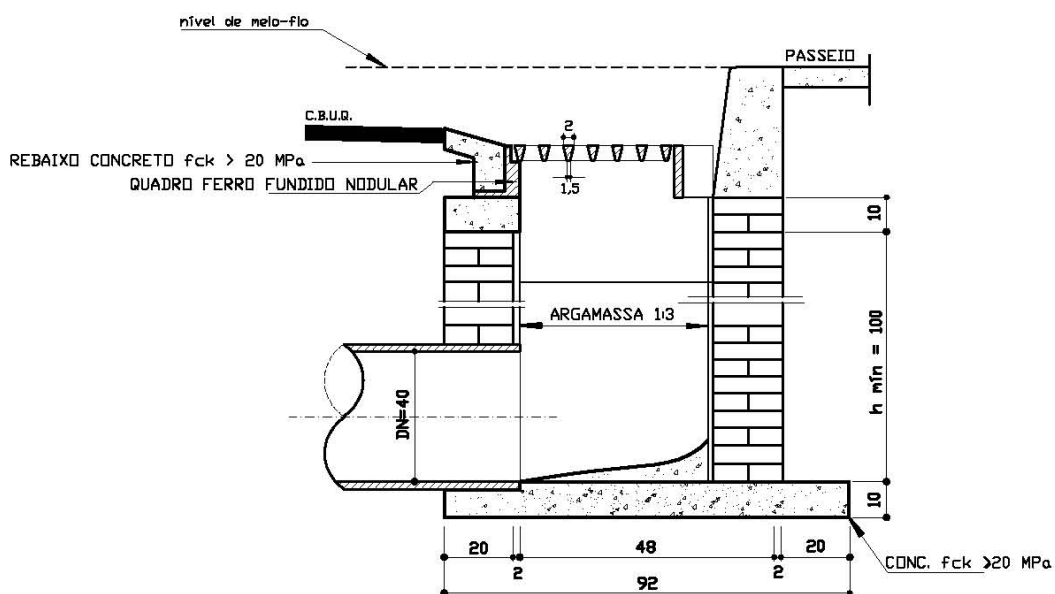 nível de meio-fio
PASSEIO
C.B.U.Q.
2
REBAIXO CONCRETO fck > 20 MPa
QUADRO FERRO FUNDIDO NODULAR
1,5
10
ARGAMASSA 1:3
h mín = 100
DN=40
10
20
2
48
2
20
92
CONC. fck >20 MPa